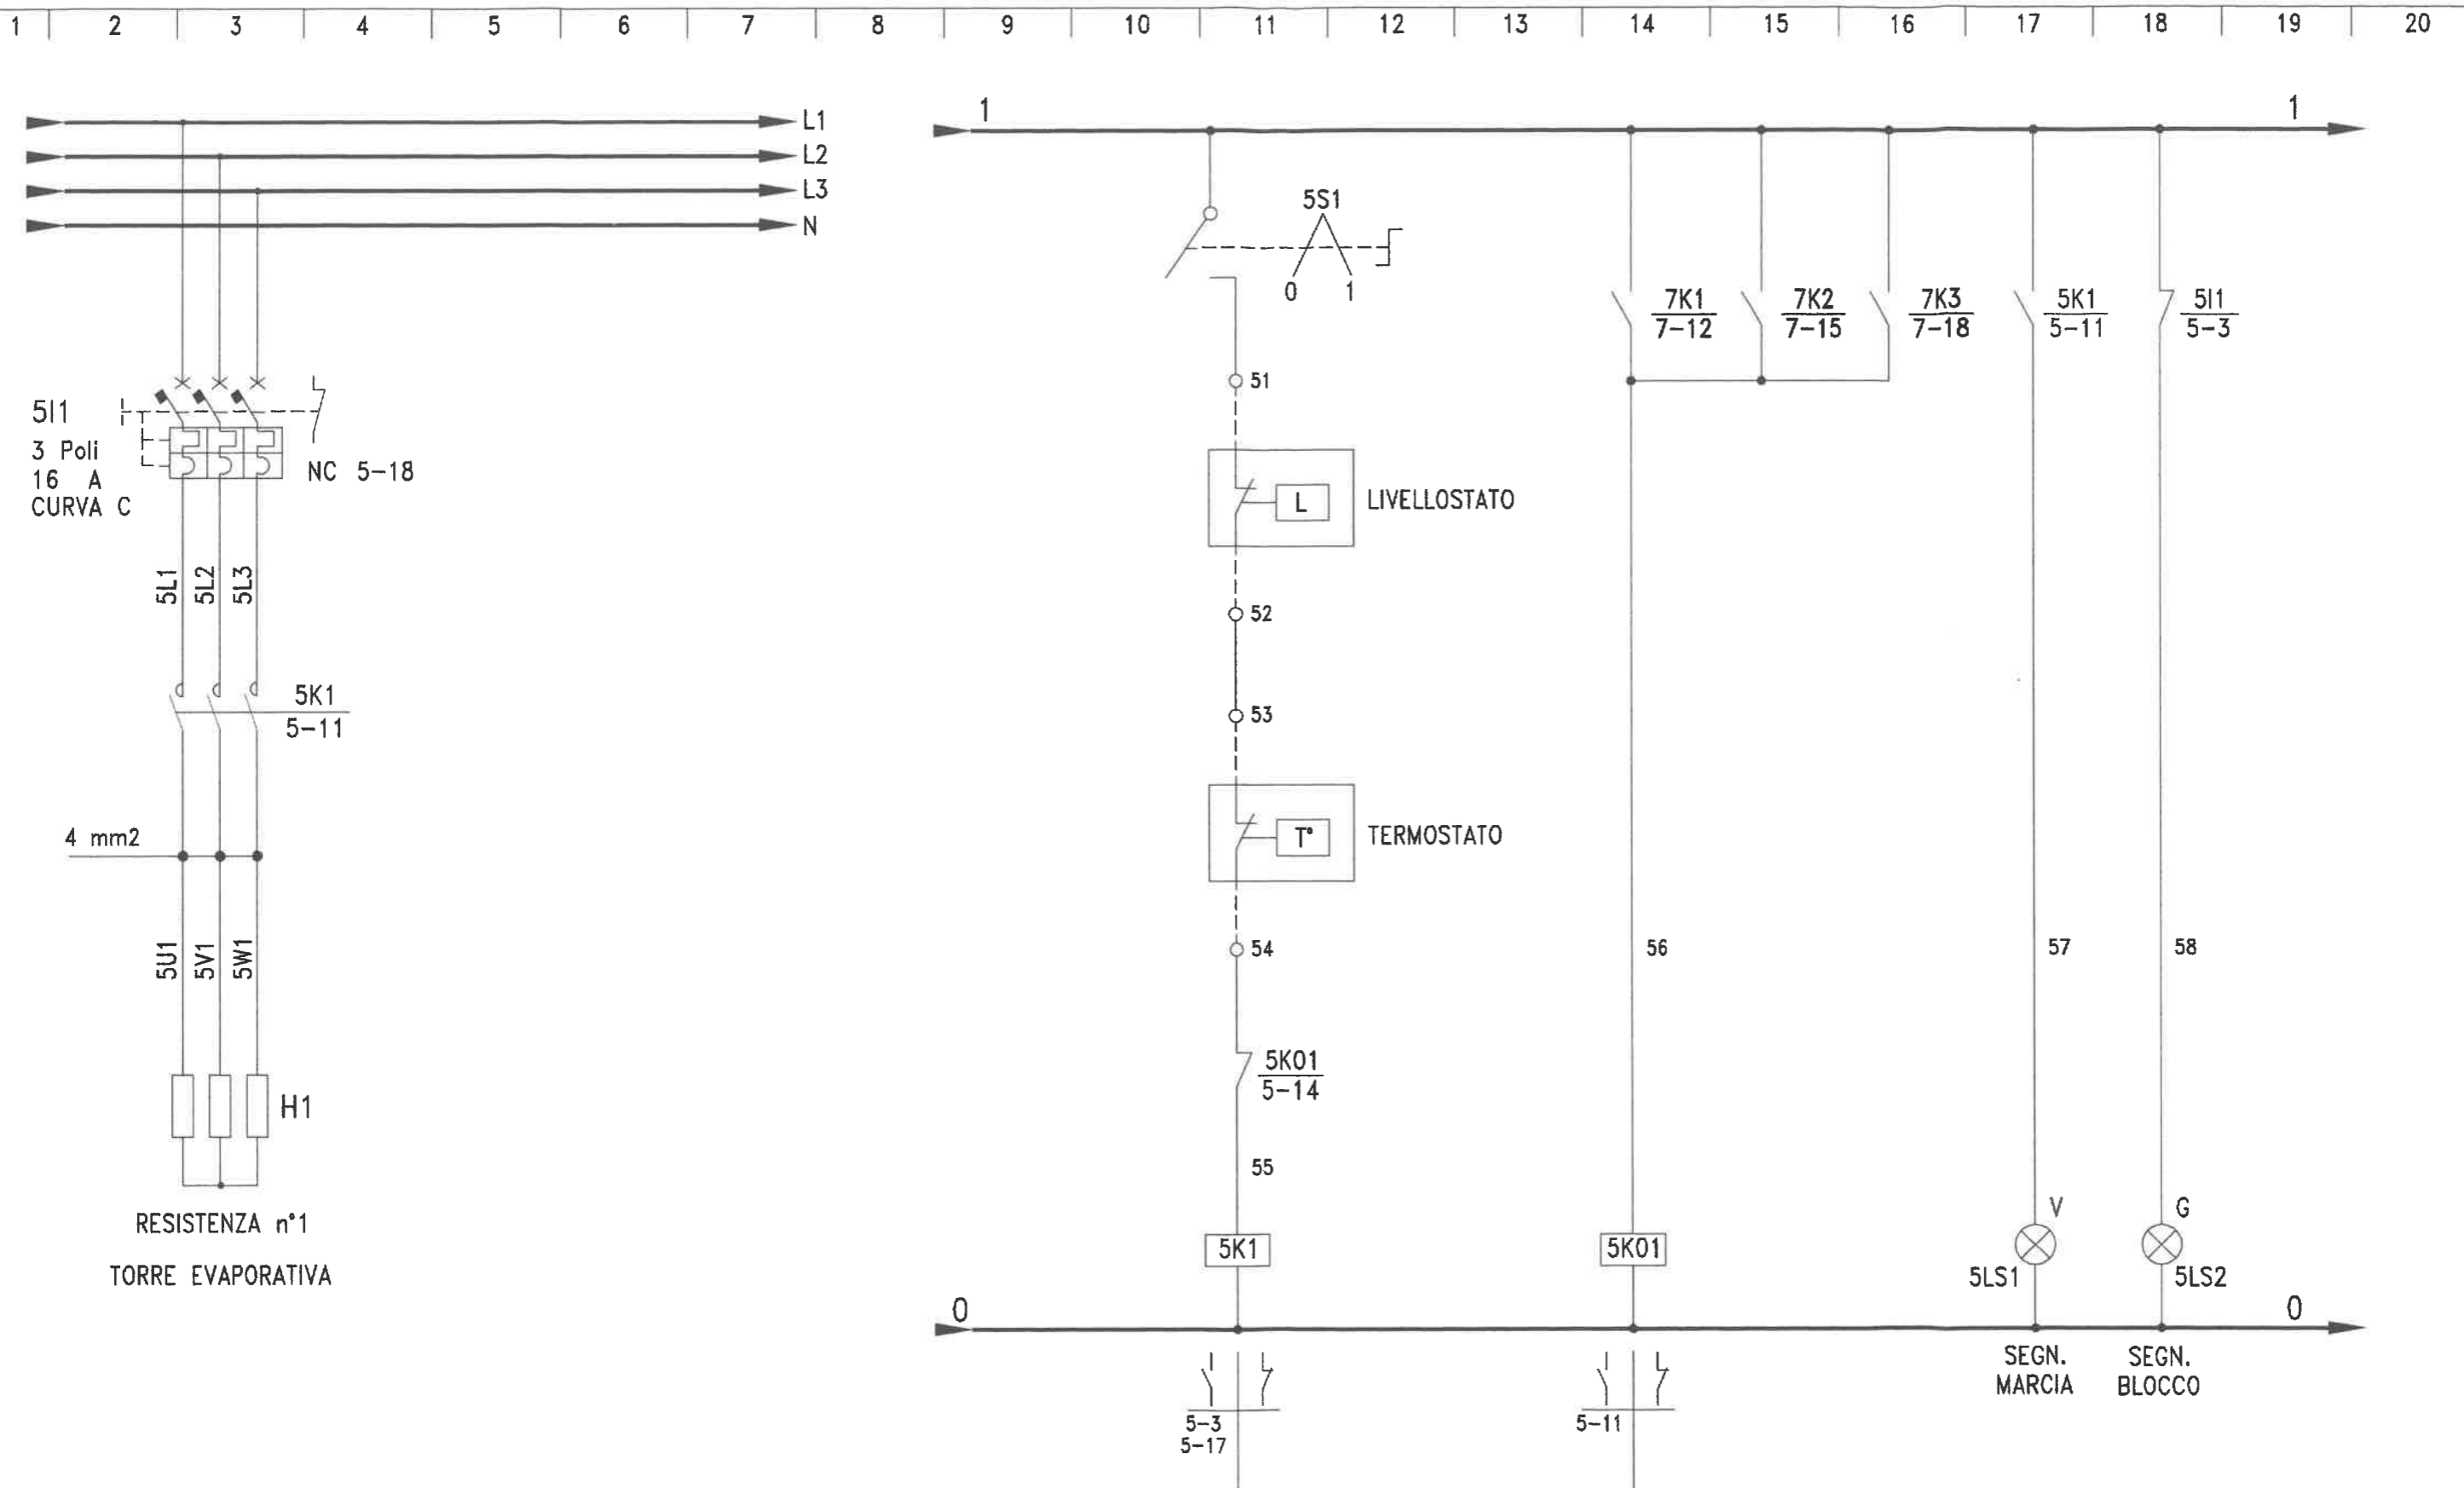 1 2 3 4 5 6 7 8 9 10 11 12 13 14 15 16 17 18 19 20
L1
L2
L3
N
5I1
3 Poli
16 A
CURVA C
NC 5-18
5L1
5L2
5L3
5K1
5-11
4 mm2
5U1
5V1
5W1
H1
RESISTENZA n°1
TORRE EVAPORATIVA
1
1
5S1
0 1
51
LIVELLOSTATO
L
52
53
TERMOSTATO
T°
54
5K01
5-14
55
5K1
7K1
7-12
7K2
7-15
7K3
7-18
5K1
5-11
5I1
5-3
56
57
58
5K01
V
5LS1
G
5LS2
0
0
5-3
5-17
5-11
SEGN.
MARCIA
SEGN.
BLOCCO